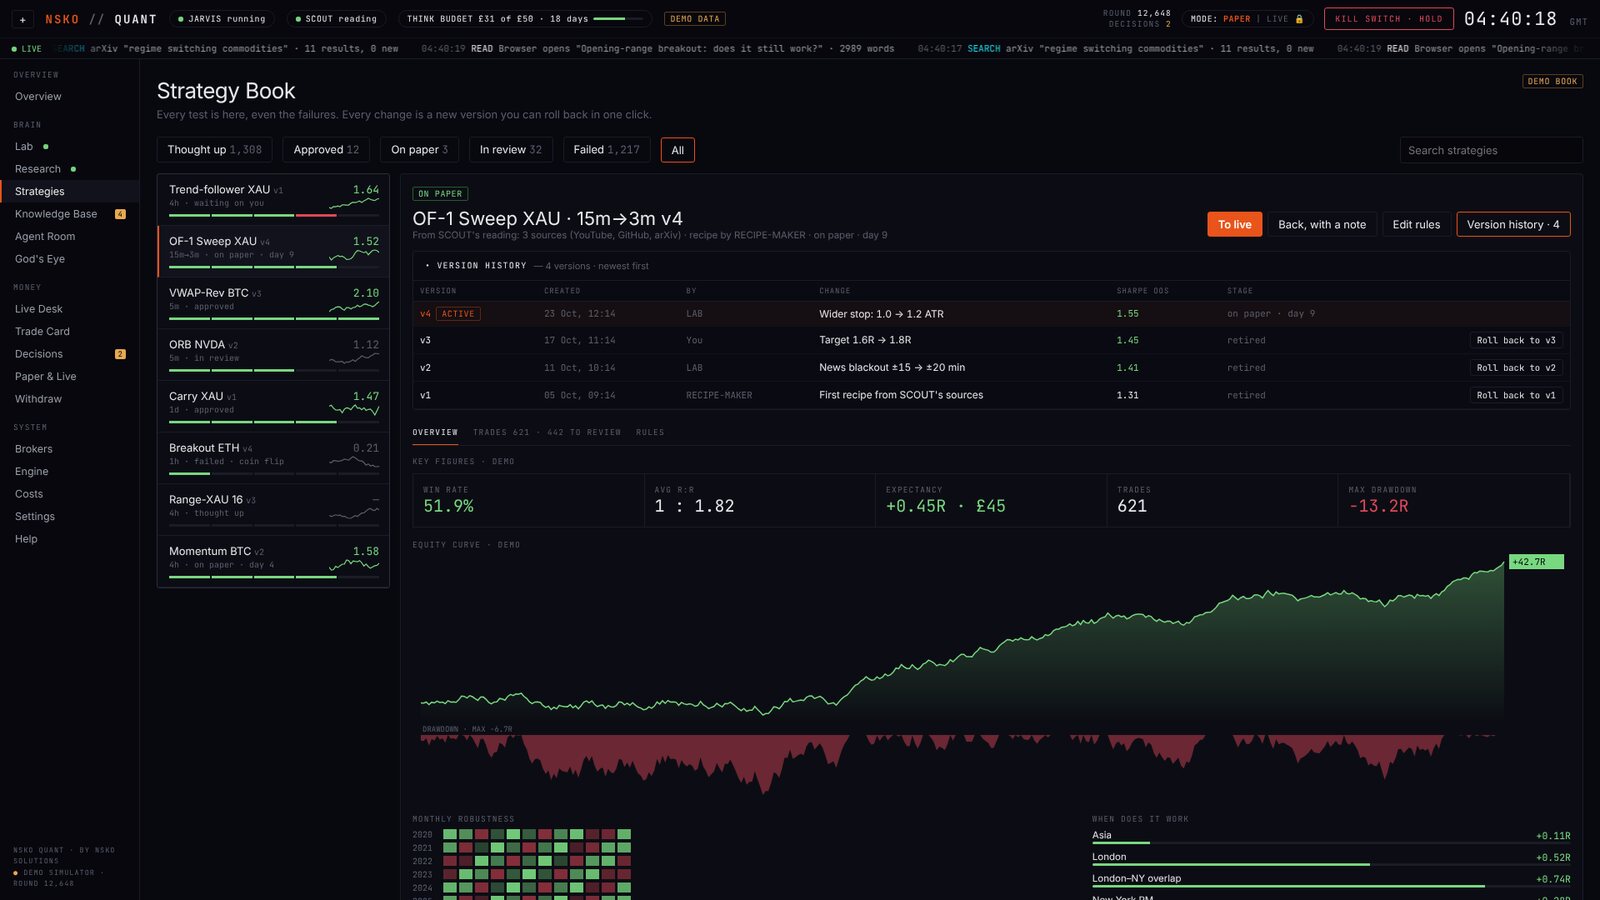 + NSKO // QUANT JARVIS running SCOUT reading THINK BUDGET £31 of £50 · 18 days DEMO DATA
ROUND 12,648
DECISIONS 2
MODE: PAPER | LIVE KILL SWITCH · HOLD 04:40:18 GMT
LIVE SEARCH arXiv "regime switching commodities" · 11 results, 0 new 04:40:19 READ Browser opens "Opening-range breakout: does it still work?" · 2989 words 04:40:17 SEARCH arXiv "regime switching commodities" · 11 results, 0 new 04:40:19 READ Browser opens "Opening-range br
OVERVIEW
Overview
BRAIN
Lab
Research
Strategies
Knowledge Base 4
Agent Room
God's Eye
MONEY
Live Desk
Trade Card
Decisions 2
Paper & Live
Withdraw
SYSTEM
Brokers
Engine
Costs
Settings
Help
NSKO QUANT · BY NSKO
SOLUTIONS
DEMO SIMULATOR ·
ROUND 12,648
Strategy Book
DEMO BOOK
Every test is here, even the failures. Every change is a new version you can roll back in one click.
Thought up 1,308 Approved 12 On paper 3 In review 32 Failed 1,217 All
Search strategies
Trend-follower XAU v1 1.64
4h · waiting on you
OF-1 Sweep XAU v4 1.52
15m→3m · on paper · day 9
VWAP-Rev BTC v3 2.10
5m · approved
ORB NVDA v2 1.12
5m · in review
Carry XAU v1 1.47
1d · approved
Breakout ETH v4 0.21
1h · failed · coin flip
Range-XAU 16 v3 —
4h · thought up
Momentum BTC v2 1.58
4h · on paper · day 4
ON PAPER
OF-1 Sweep XAU · 15m→3m v4
From SCOUT's reading: 3 sources (YouTube, GitHub, arXiv) · recipe by RECIPE-MAKER · on paper · day 9
To live Back, with a note Edit rules Version history · 4
• VERSION HISTORY — 4 versions · newest first
VERSION CREATED BY CHANGE SHARPE OOS STAGE
v4 ACTIVE 23 Oct, 12:14 LAB Wider stop: 1.0 → 1.2 ATR 1.55 on paper · day 9
v3 17 Oct, 11:14 You Target 1.6R → 1.8R 1.45 retired Roll back to v3
v2 11 Oct, 10:14 LAB News blackout ±15 → ±20 min 1.41 retired Roll back to v2
v1 05 Oct, 09:14 RECIPE-MAKER First recipe from SCOUT's sources 1.31 retired Roll back to v1
OVERVIEW TRADES 621 · 442 TO REVIEW RULES
KEY FIGURES · DEMO
WIN RATE AVG R:R EXPECTANCY TRADES MAX DRAWDOWN
51.9% 1 : 1.82 +0.45R · £45 621 -13.2R
EQUITY CURVE · DEMO
+42.7R
DRAWDOWN · MAX -6.7R
MONTHLY ROBUSTNESS
2020
2021
2022
2023
2024
WHEN DOES IT WORK
Asia +0.11R
London +0.52R
London–NY overlap +0.74R